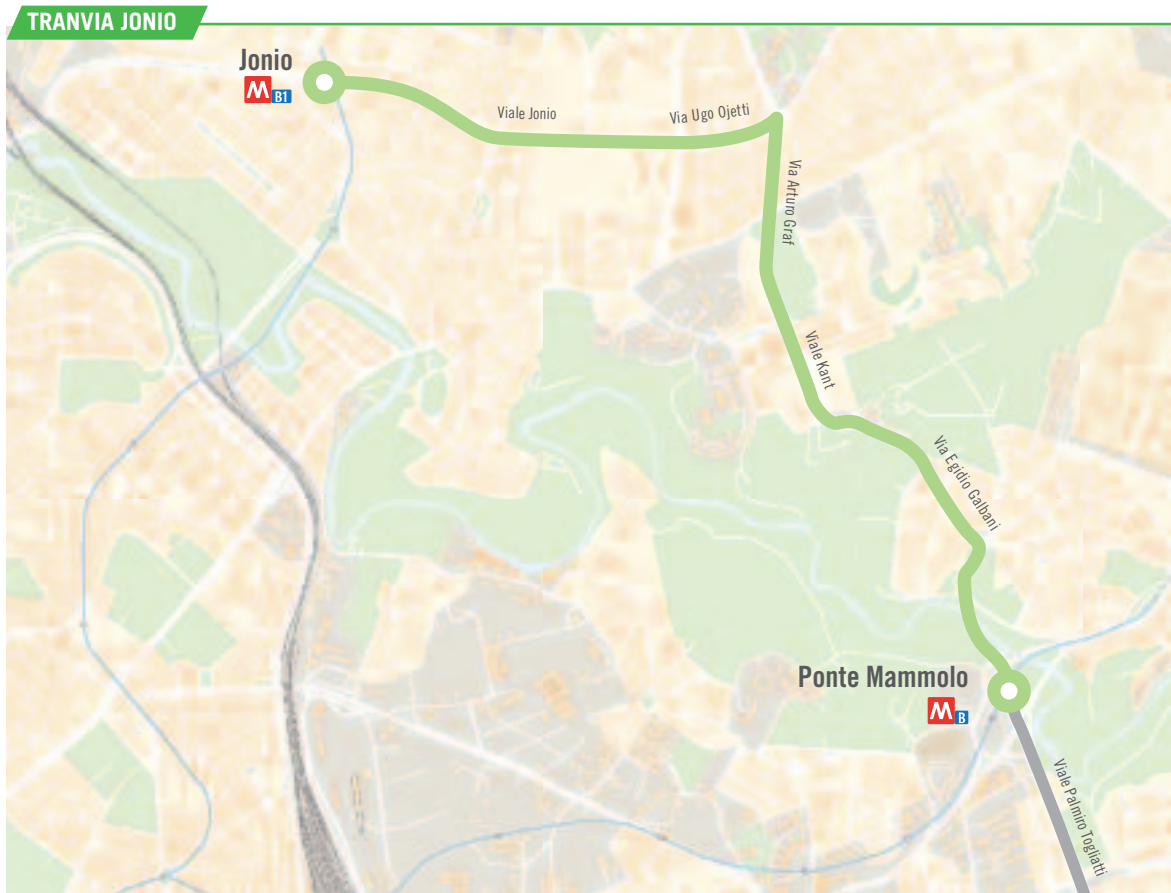 TRANVIA JONIO
Jonio
M B1
Viale Jonio
Via Ugo Ojetti
Via Arturo Graf
Viale Kant
Via Egidio Galbani
Ponte Mammolo
M B
Viale Palmiro Togliatti